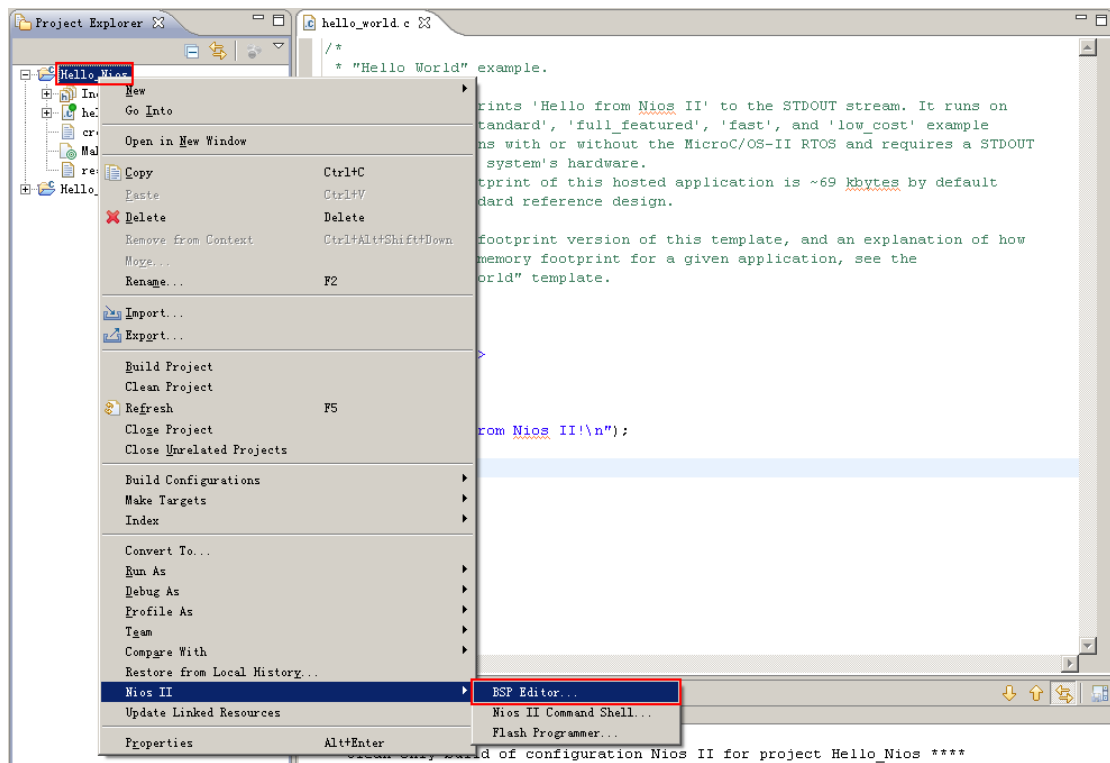 Project Explorer
hello_world.c
Hello_Nios
Hello_
/*
* "Hello World" example.
rints 'Hello from Nios II' to the STDOUT stream. It runs on
tandard', 'full_featured', 'fast', and 'low_cost' example
ns with or without the MicroC/OS-II RTOS and requires a STDOUT
system's hardware.
tprint of this hosted application is ~69 kbytes by default
dard reference design.
footprint version of this template, and an explanation of how
memory footprint for a given application, see the
orld" template.
>
rom Nios II!\n");
New
Go Into
Open in New Window
Copy Ctrl+C
Paste Ctrl+V
Delete Delete
Remove from Context Ctrl+Alt+Shift+Down
Move...
Rename... F2
Import...
Export...
Build Project
Clean Project
Refresh F5
Close Project
Close Unrelated Projects
Build Configurations
Make Targets
Index
Convert To...
Run As
Debug As
Profile As
Team
Compare With
Restore from Local History...
Nios II
Update Linked Resources
Properties Alt+Enter
BSP Editor...
Nios II Command Shell...
Flash Programmer...
of configuration Nios II for project Hello_Nios ****